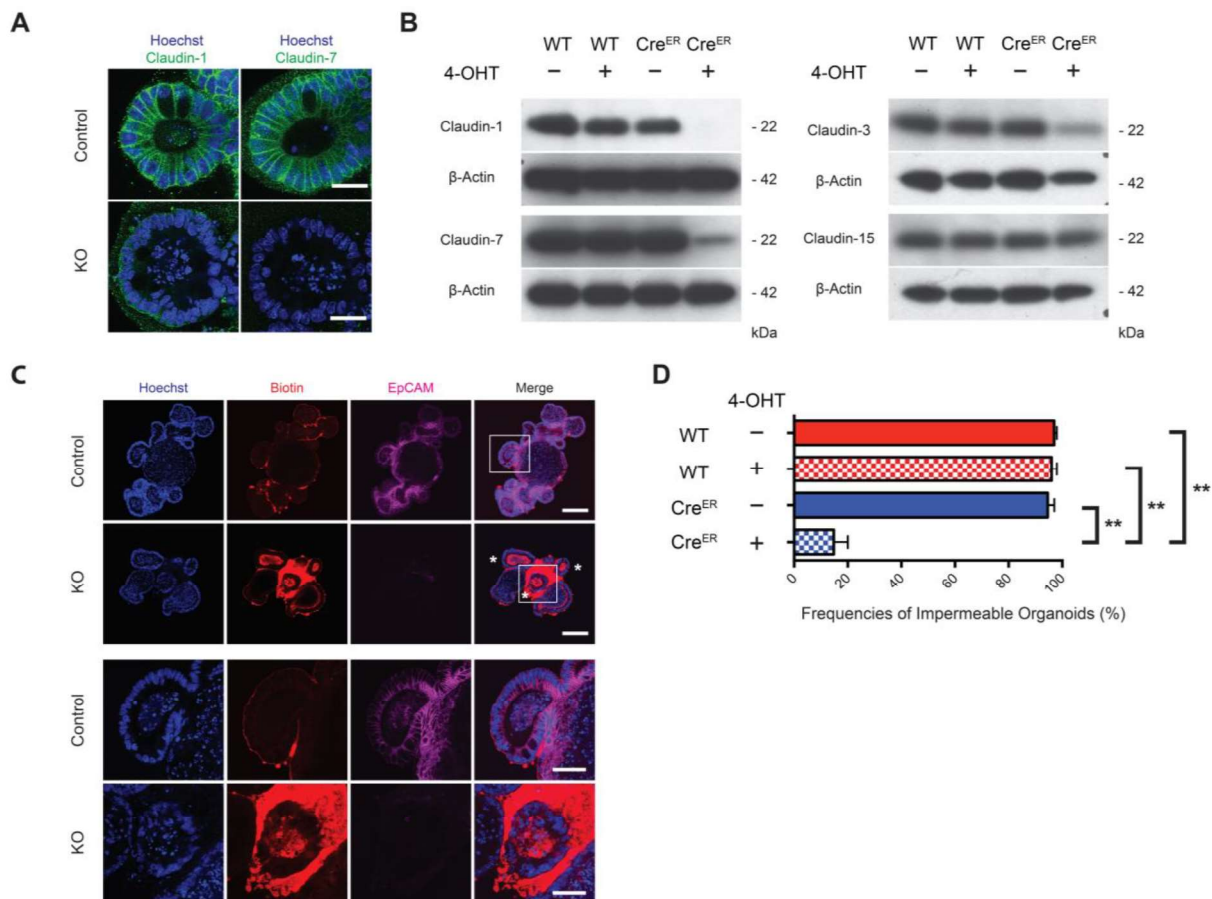 A
Hoechst Hoechst
Claudin-1 Claudin-7
Control
KO
B
WT WT Creᴱᴿ Creᴱᴿ
4-OHT − + − +
Claudin-1 - 22
β-Actin - 42
Claudin-7 - 22
β-Actin - 42
kDa
WT WT Creᴱᴿ Creᴱᴿ
− + − +
Claudin-3 - 22
β-Actin - 42
Claudin-15 - 22
β-Actin - 42
kDa
C
Hoechst Biotin EpCAM Merge
Control
KO
* *
*
Control
KO
D
4-OHT
WT −
WT +
Creᴱᴿ −
Creᴱᴿ +
** ** **
0 20 40 60 80 100
Frequencies of Impermeable Organoids (%)